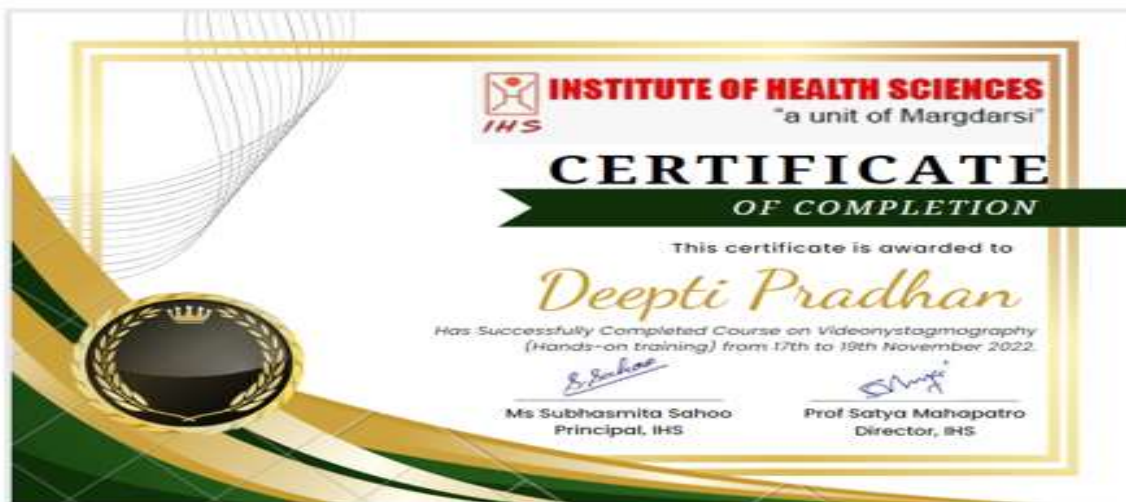 INSTITUTE OF HEALTH SCIENCES
IHS
"a unit of Margdarsi"
CERTIFICATE
OF COMPLETION
This certificate is awarded to
Deepti Pradhan
Has Successfully Completed Course on Videonystagmography
(Hands-on training) from 17th to 19th November 2022.
S. Sahoo
Ms Subhasmita Sahoo
Principal, IHS
Prof Satya Mahapatro
Director, IHS